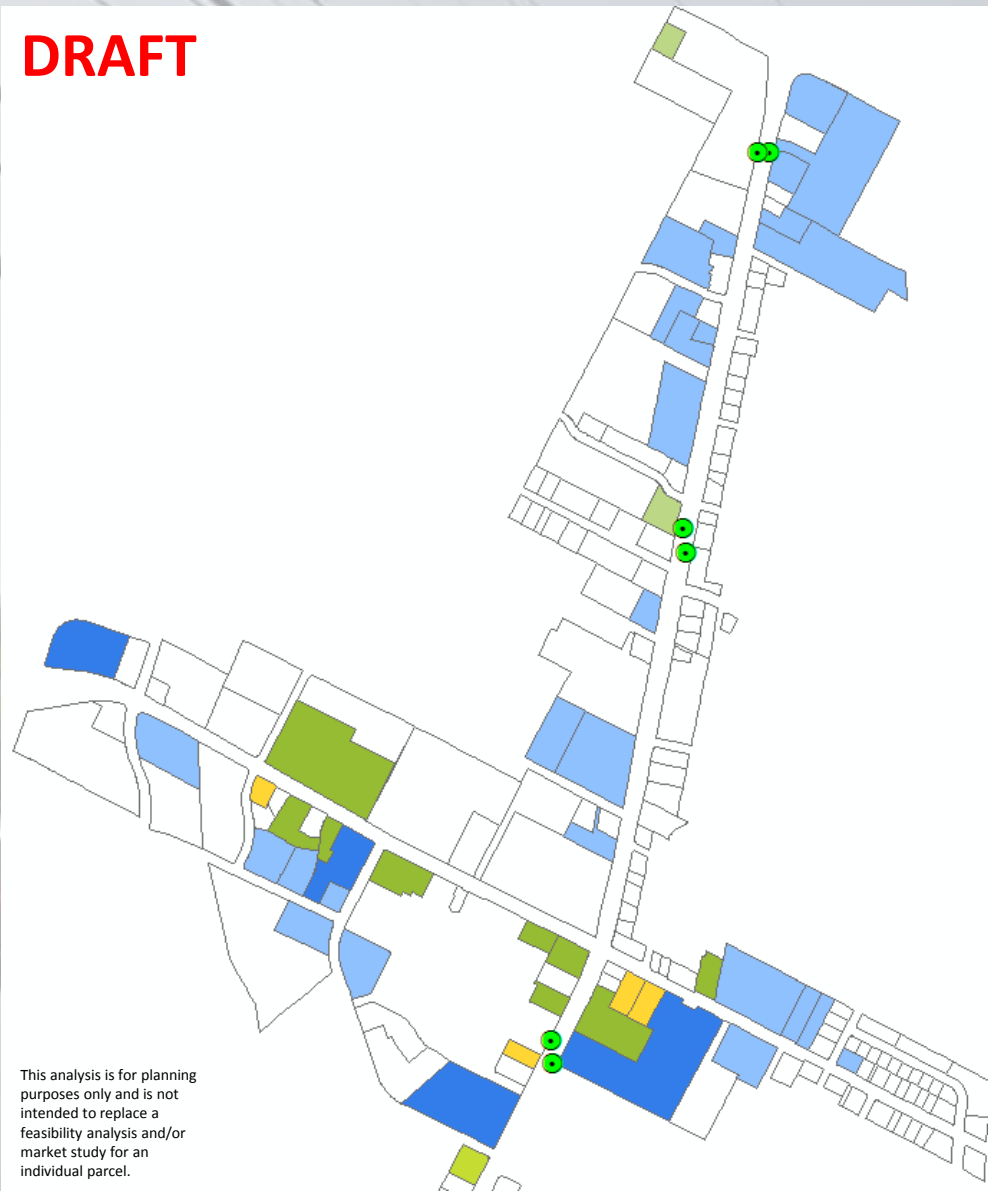 DRAFT
This analysis is for planning
purposes only and is not
intended to replace a
feasibility analysis and/or
market study for an
individual parcel.